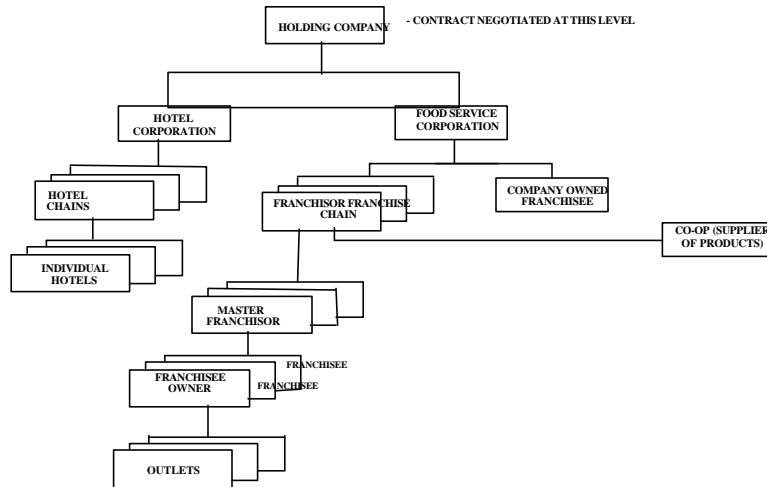 HOLDING COMPANY
- CONTRACT NEGOTIATED AT THIS LEVEL
HOTEL
CORPORATION
FOOD SERVICE
CORPORATION
HOTEL
CHAINS
FRANCHISOR FRANCHISE
CHAIN
COMPANY OWNED
FRANCHISEE
CO-OP (SUPPLIER
OF PRODUCTS)
INDIVIDUAL
HOTELS
MASTER
FRANCHISOR
FRANCHISEE
FRANCHISEE
OWNER
FRANCHISEE
OUTLETS